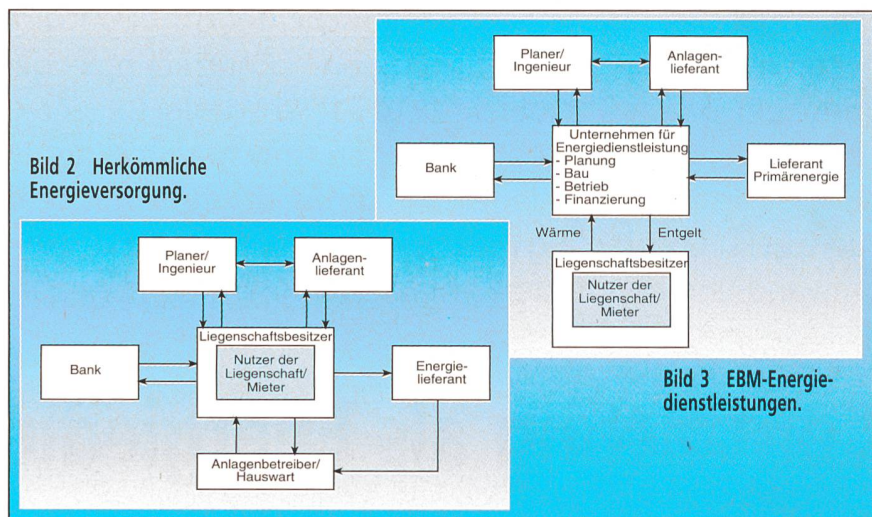 Bild 2 Herkömmliche
Energieversorgung.
Planer/
Ingenieur
Anlagen-
lieferant
Bank
Liegenschaftsbesitzer
Nutzer der
Liegenschaft/
Mieter
Energie-
lieferant
Anlagenbetreiber/
Hauswart
Planer/
Ingenieur
Anlagen-
lieferant
Bank
Unternehmen für
Energiedienstleistung
- Planung
- Bau
- Betrieb
- Finanzierung
Lieferant
Primärenergie
Wärme
Entgelt
Liegenschaftsbesitzer
Nutzer der
Liegenschaft/
Mieter
Bild 3 EBM-Energie-
dienstleistungen.